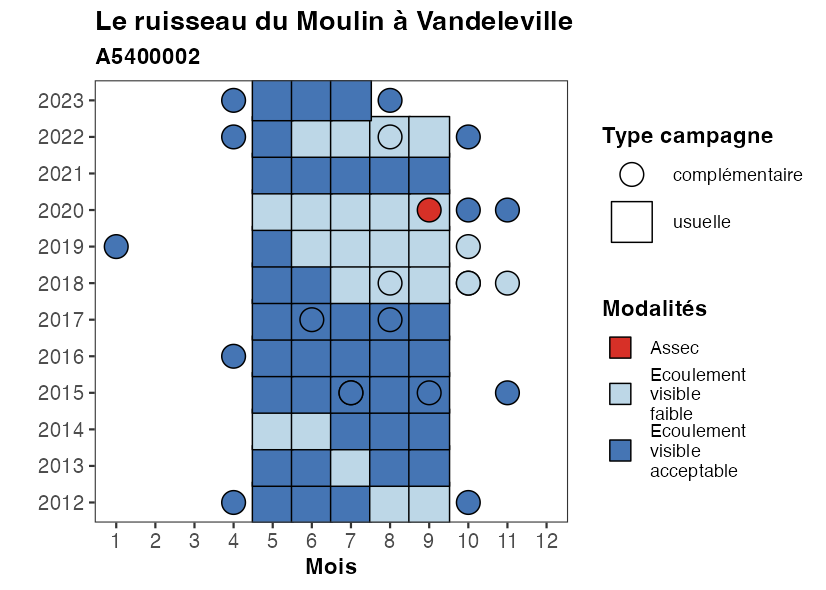 Le ruisseau du Moulin à Vandeleville
A5400002
2023
2022
2021
2020
2019
2018
2017
2016
2015
2014
2013
2012
1 2 3 4 5 6 7 8 9 10 11 12
Mois
Type campagne
complémentaire
usuelle
Modalités
Assec
Ecoulement
visible
faible
Ecoulement
visible
acceptable